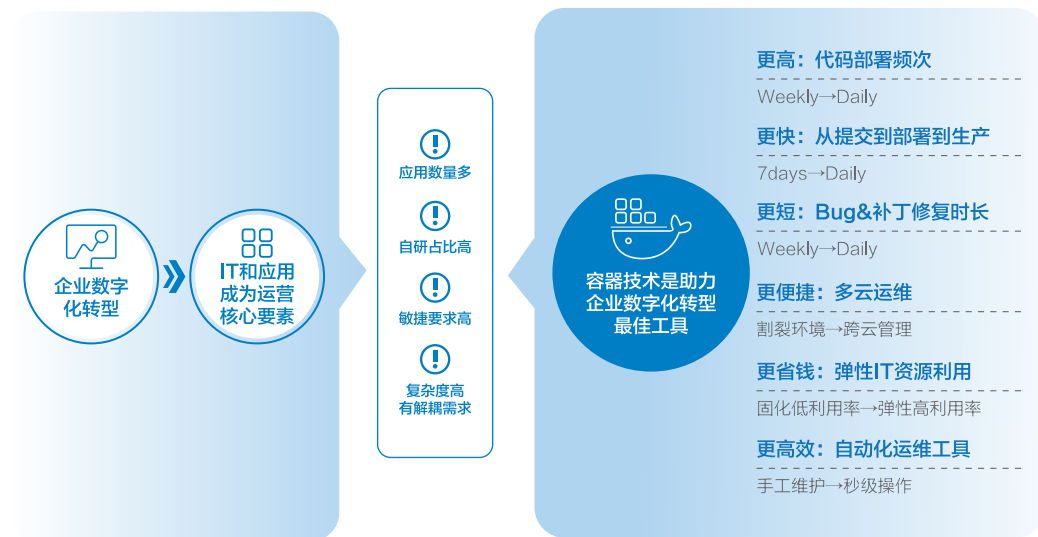 企业数字
化转型
IT和应用
成为运营
核心要素
应用数量多
自研占比高
敏捷要求高
复杂度高
有解耦需求
容器技术是助力
企业数字化转型
最佳工具
更高：代码部署频次
Weekly→Daily
更快：从提交到部署到生产
7days→Daily
更短：Bug&补丁修复时长
Weekly→Daily
更便捷：多云运维
割裂环境→跨云管理
更省钱：弹性IT资源利用
固化低利用率→弹性高利用率
更高效：自动化运维工具
手工维护→秒级操作